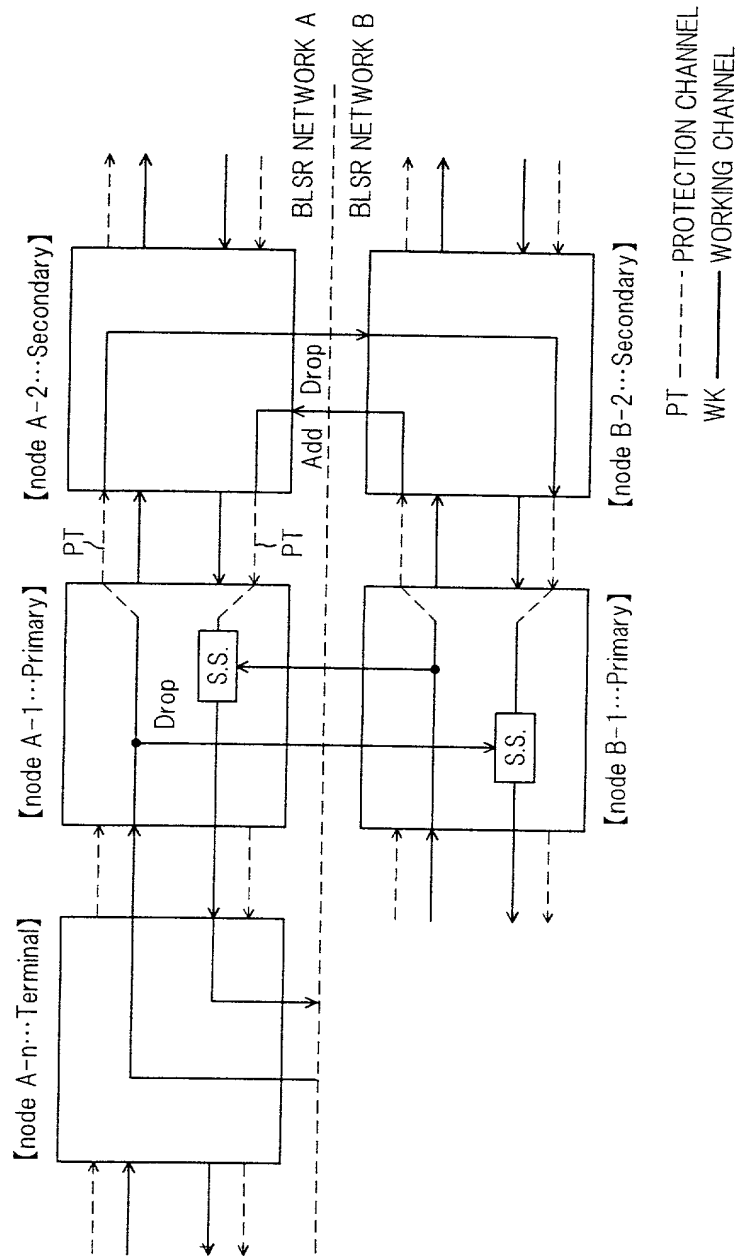 【node A-n…Terminal】
【node A-1…Primary】
【node A-2…Secondary】
PT
PT
Drop
S.S.
Add
Drop
BLSR NETWORK A
BLSR NETWORK B
S.S.
【node B-1…Primary】
【node B-2…Secondary】
PT ---- PROTECTION CHANNEL
WK —— WORKING CHANNEL